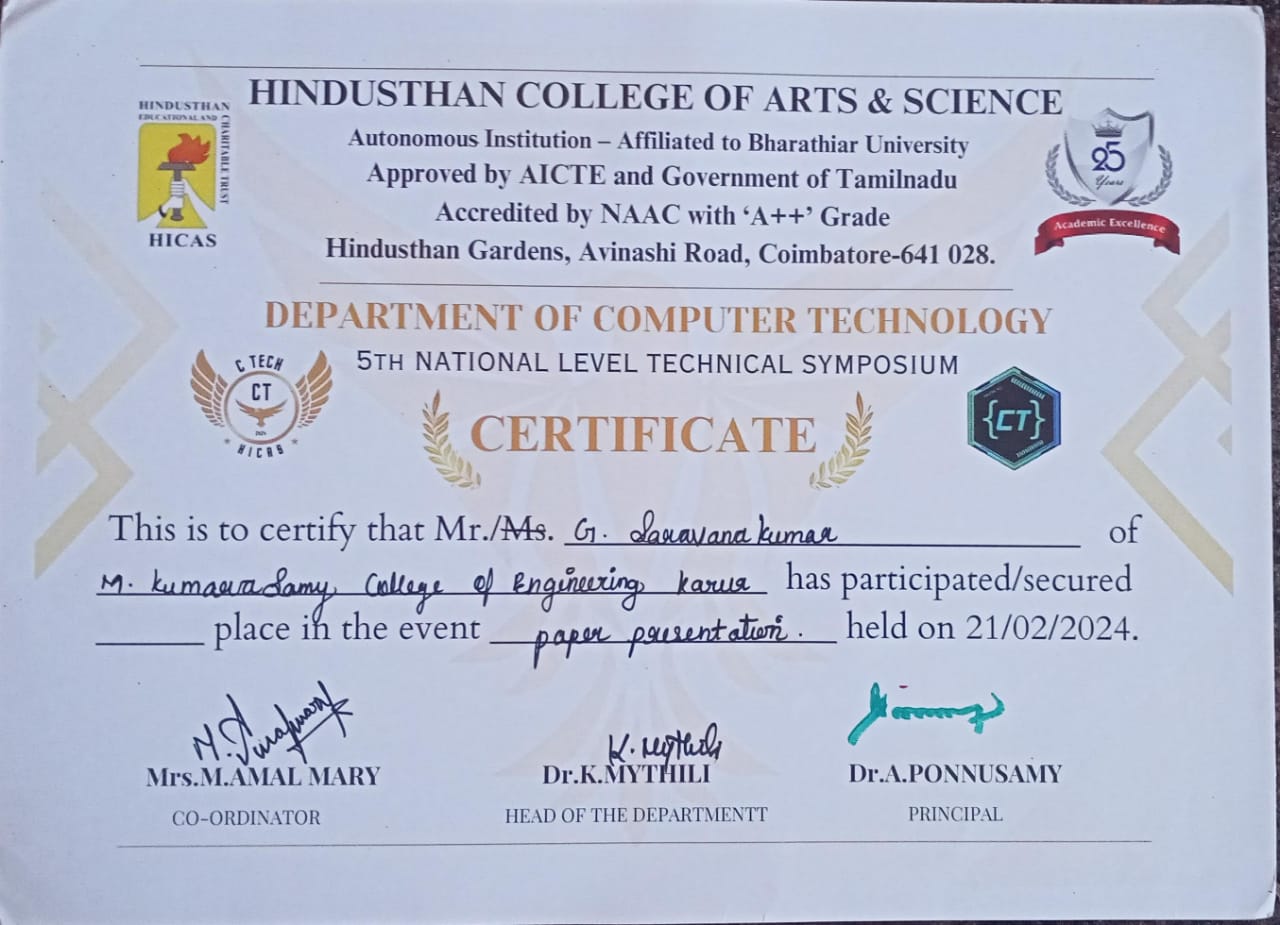 HINDUSTHAN COLLEGE OF ARTS & SCIENCE
HINDUSTHAN
EDUCATIONAL AND
CHARITABLE TRUST
HICAS
Autonomous Institution – Affiliated to Bharathiar University
Approved by AICTE and Government of Tamilnadu
Accredited by NAAC with ‘A++’ Grade
Hindusthan Gardens, Avinashi Road, Coimbatore-641 028.
25
Years
Academic Excellence
DEPARTMENT OF COMPUTER TECHNOLOGY
5TH NATIONAL LEVEL TECHNICAL SYMPOSIUM
C TECH
CT
HICAS
{CT}
CERTIFICATE
This is to certify that Mr./Ms. G. Saravana kumar of
M. kumarasamy College of Engineering, karur has participated/secured
place in the event paper presentation. held on 21/02/2024.
K. Mythili
Mrs.M.AMAL MARY Dr.K.MYTHILI Dr.A.PONNUSAMY
CO-ORDINATOR HEAD OF THE DEPARTMENTT PRINCIPAL